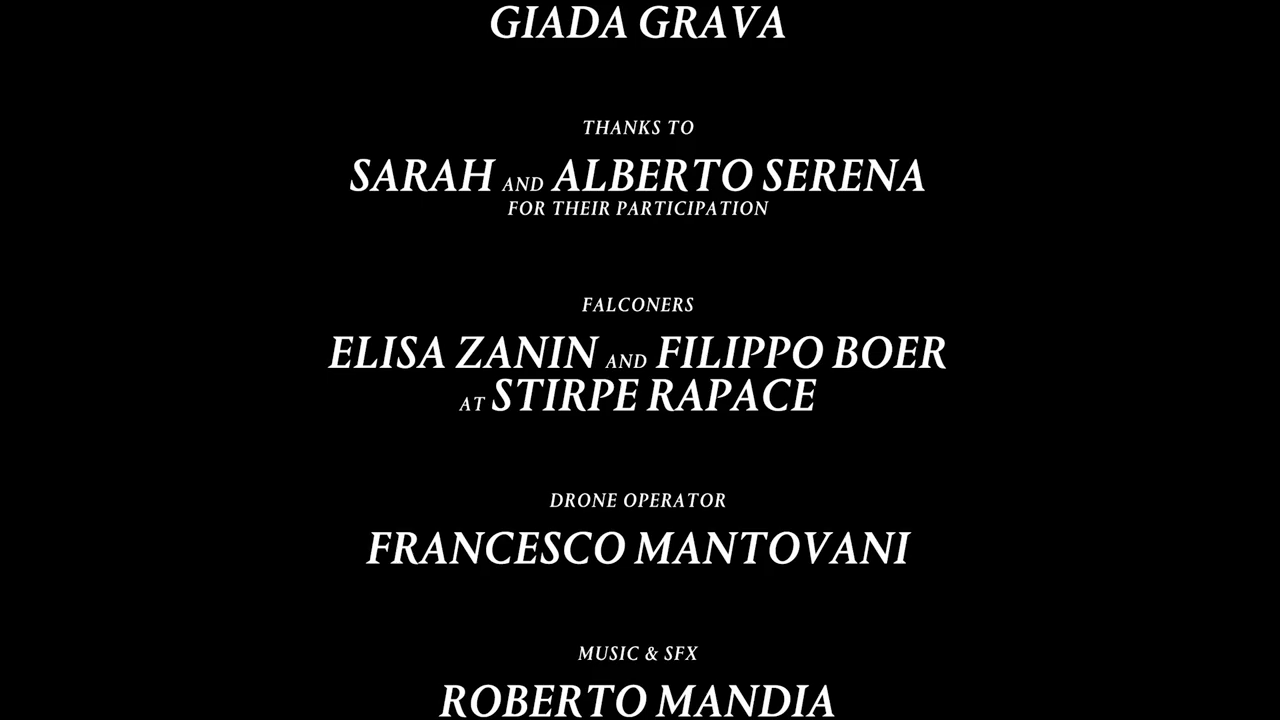 GIADA GRAVA
THANKS TO
SARAH AND ALBERTO SERENA
FOR THEIR PARTICIPATION
FALCONERS
ELISA ZANIN AND FILIPPO BOER
AT STIRPE RAPACE
DRONE OPERATOR
FRANCESCO MANTOVANI
MUSIC & SFX
ROBERTO MANDIA